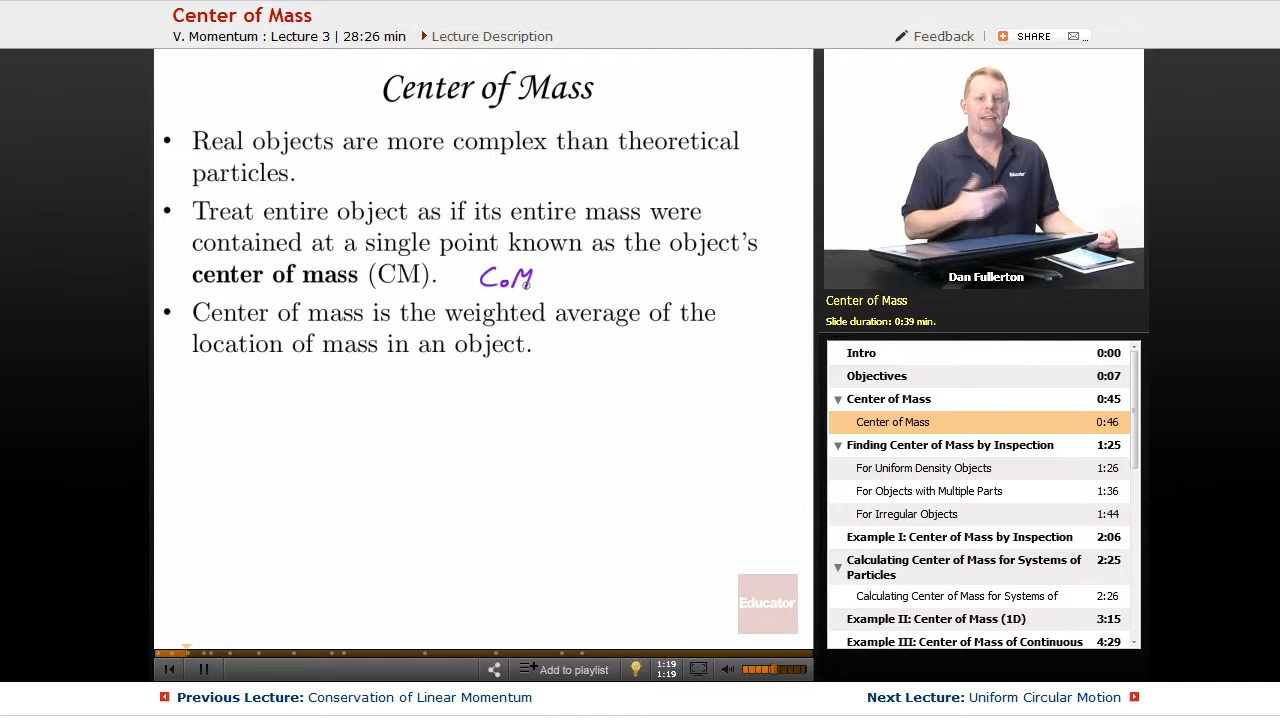 Center of Mass
V. Momentum : Lecture 3 | 28:26 min
Lecture Description
Feedback
SHARE
Center of Mass
• Real objects are more complex than theoretical
particles.
• Treat entire object as if its entire mass were
contained at a single point known as the object's
center of mass (CM).
CoM
• Center of mass is the weighted average of the
location of mass in an object.
Educator
Educator
Dan Fullerton
Center of Mass
Slide duration: 0:39 min.
Intro 0:00
Objectives 0:07
Center of Mass 0:45
Center of Mass 0:46
Finding Center of Mass by Inspection 1:25
For Uniform Density Objects 1:26
For Objects with Multiple Parts 1:36
For Irregular Objects 1:44
Example I: Center of Mass by Inspection 2:06
Calculating Center of Mass for Systems of 2:25
Particles
Calculating Center of Mass for Systems of 2:26
Example II: Center of Mass (1D) 3:15
Example III: Center of Mass of Continuous 4:29
Add to playlist
1:19
1:19
Previous Lecture: Conservation of Linear Momentum
Next Lecture: Uniform Circular Motion